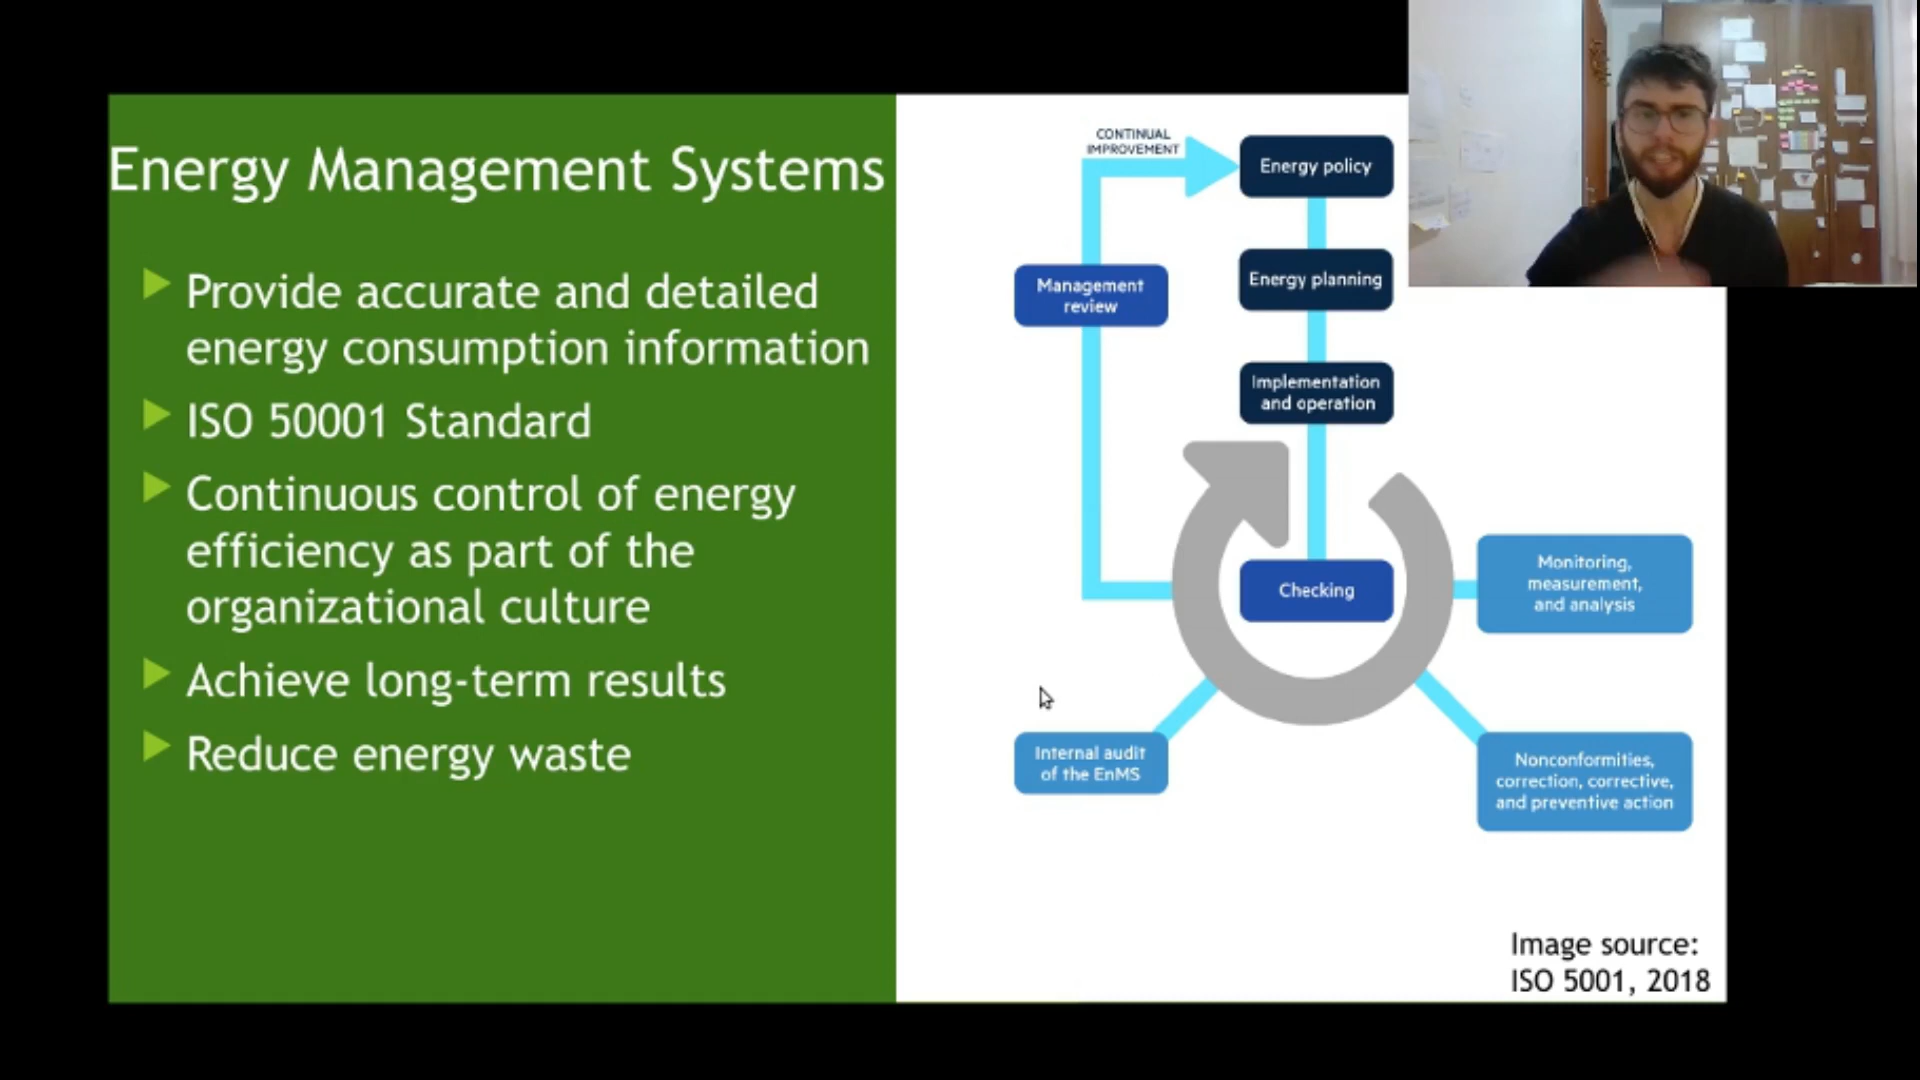 Energy Management Systems
Provide accurate and detailed
energy consumption information
ISO 50001 Standard
Continuous control of energy
efficiency as part of the
organizational culture
Achieve long-term results
Reduce energy waste
CONTINUAL
IMPROVEMENT
Energy policy
Management
review
Energy planning
Implementation
and operation
Checking
Monitoring,
measurement,
and analysis
Internal audit
of the EnMS
Nonconformities,
correction, corrective,
and preventive action
Image source:
ISO 5001, 2018